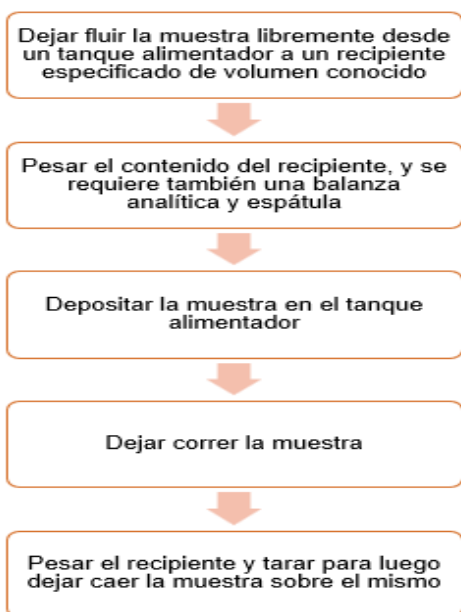 Dejar fluir la muestra libremente desde
un tanque alimentador a un recipiente
especificado de volumen conocido
Pesar el contenido del recipiente, y se
requiere también una balanza
analítica y espátula
Depositar la muestra en el tanque
alimentador
Dejar correr la muestra
Pesar el recipiente y tarar para luego
dejar caer la muestra sobre el mismo